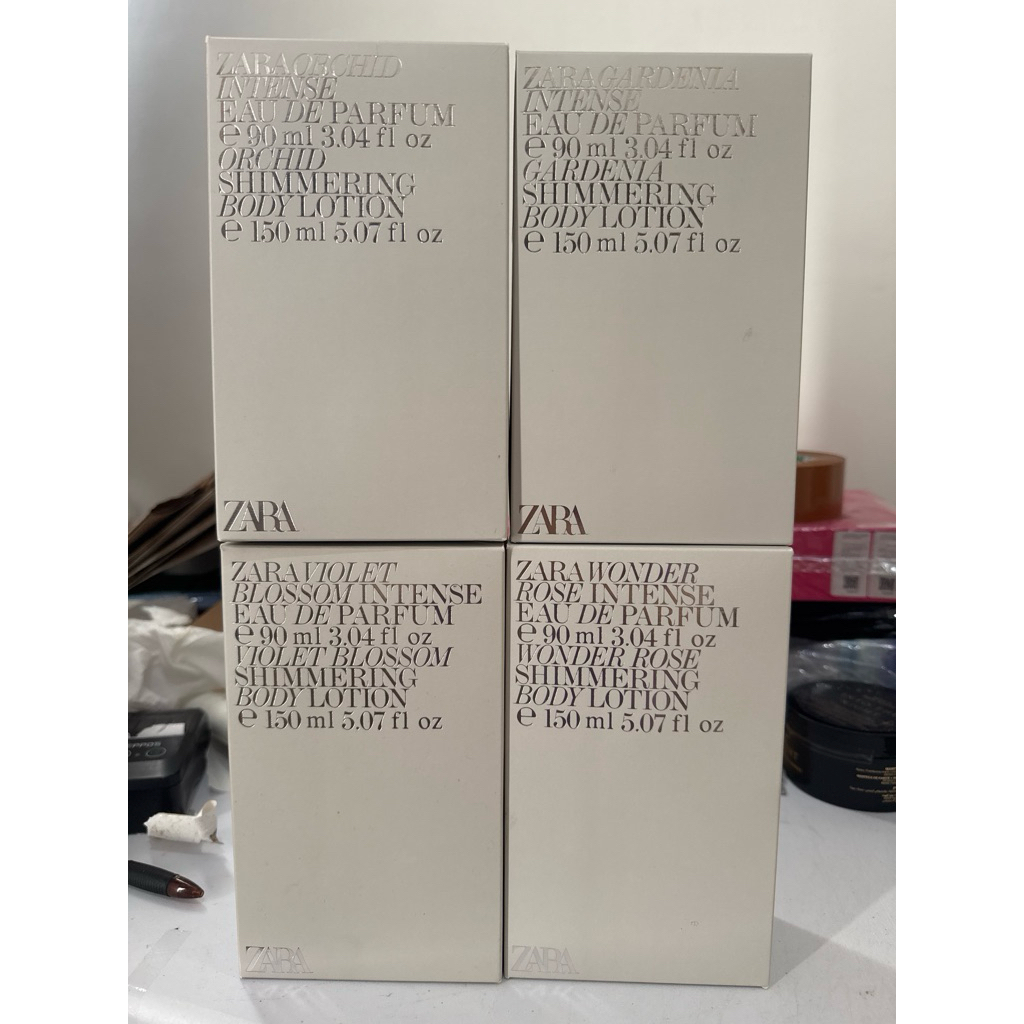 ZARA ORCHID
INTENSE
EAU DE PARFUM
e 90 ml 3.04 fl oz
ORCHID
SHIMMERING
BODY LOTION
e 150 ml 5.07 fl oz
ZARA
ZARA GARDENIA
INTENSE
EAU DE PARFUM
e 90 ml 3.04 fl oz
GARDENIA
SHIMMERING
BODY LOTION
e 150 ml 5.07 fl oz
ZARA
ZARA VIOLET
BLOSSOM INTENSE
EAU DE PARFUM
e 90 ml 3.04 fl oz
VIOLET BLOSSOM
SHIMMERING
BODY LOTION
e 150 ml 5.07 fl oz
ZARA
ZARA WONDER
ROSE INTENSE
EAU DE PARFUM
e 90 ml 3.04 fl oz
WONDER ROSE
SHIMMERING
BODY LOTION
e 150 ml 5.07 fl oz
ZARA